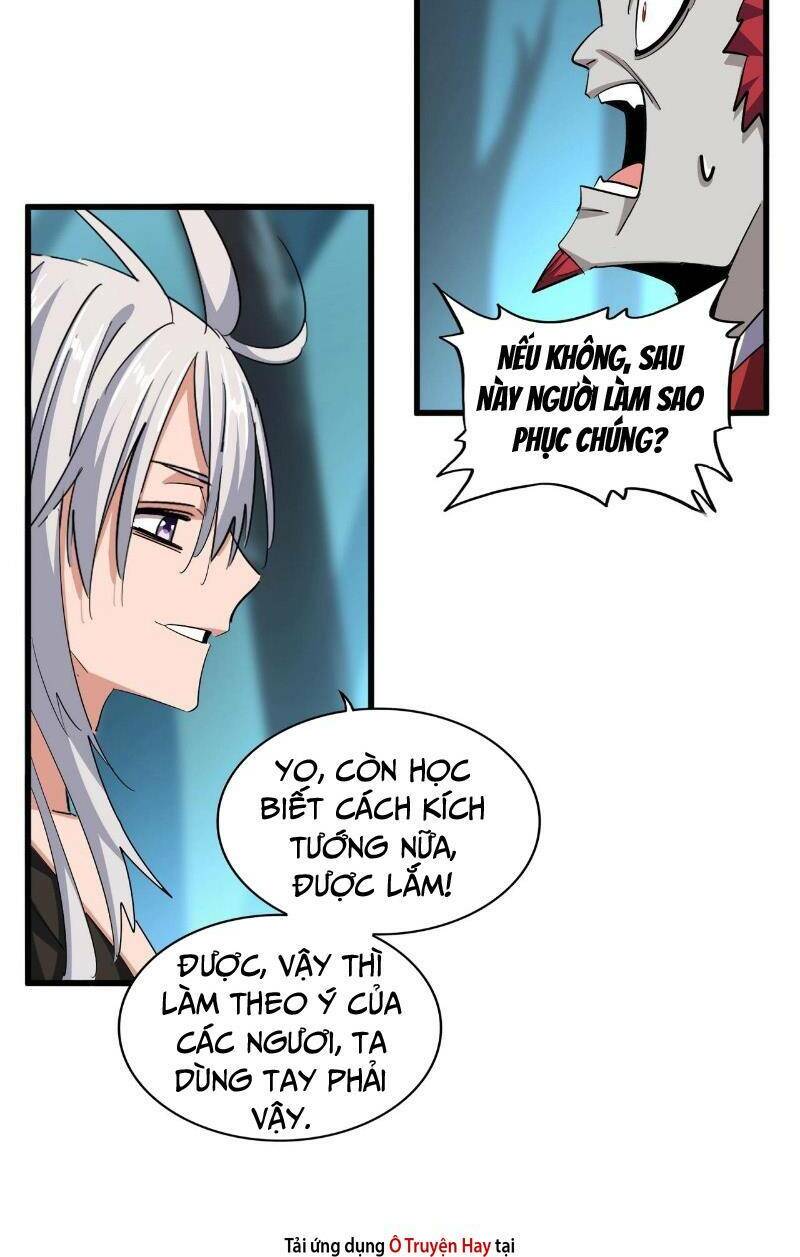 NẾU KHÔNG, SAU
NÀY NGƯỜI LÀM SAO
PHỤC CHÚNG?
YO, CÒN HỌC
BIẾT CÁCH KÍCH
TƯỚNG NỮA,
ĐƯỢC LẮM!
ĐƯỢC, VẬY THÌ
LÀM THEO Ý CỦA
CÁC NGƯƠI, TA
DÙNG TAY PHẢI
VẬY.
Tải ứng dụng Ô Truyện Hay tại